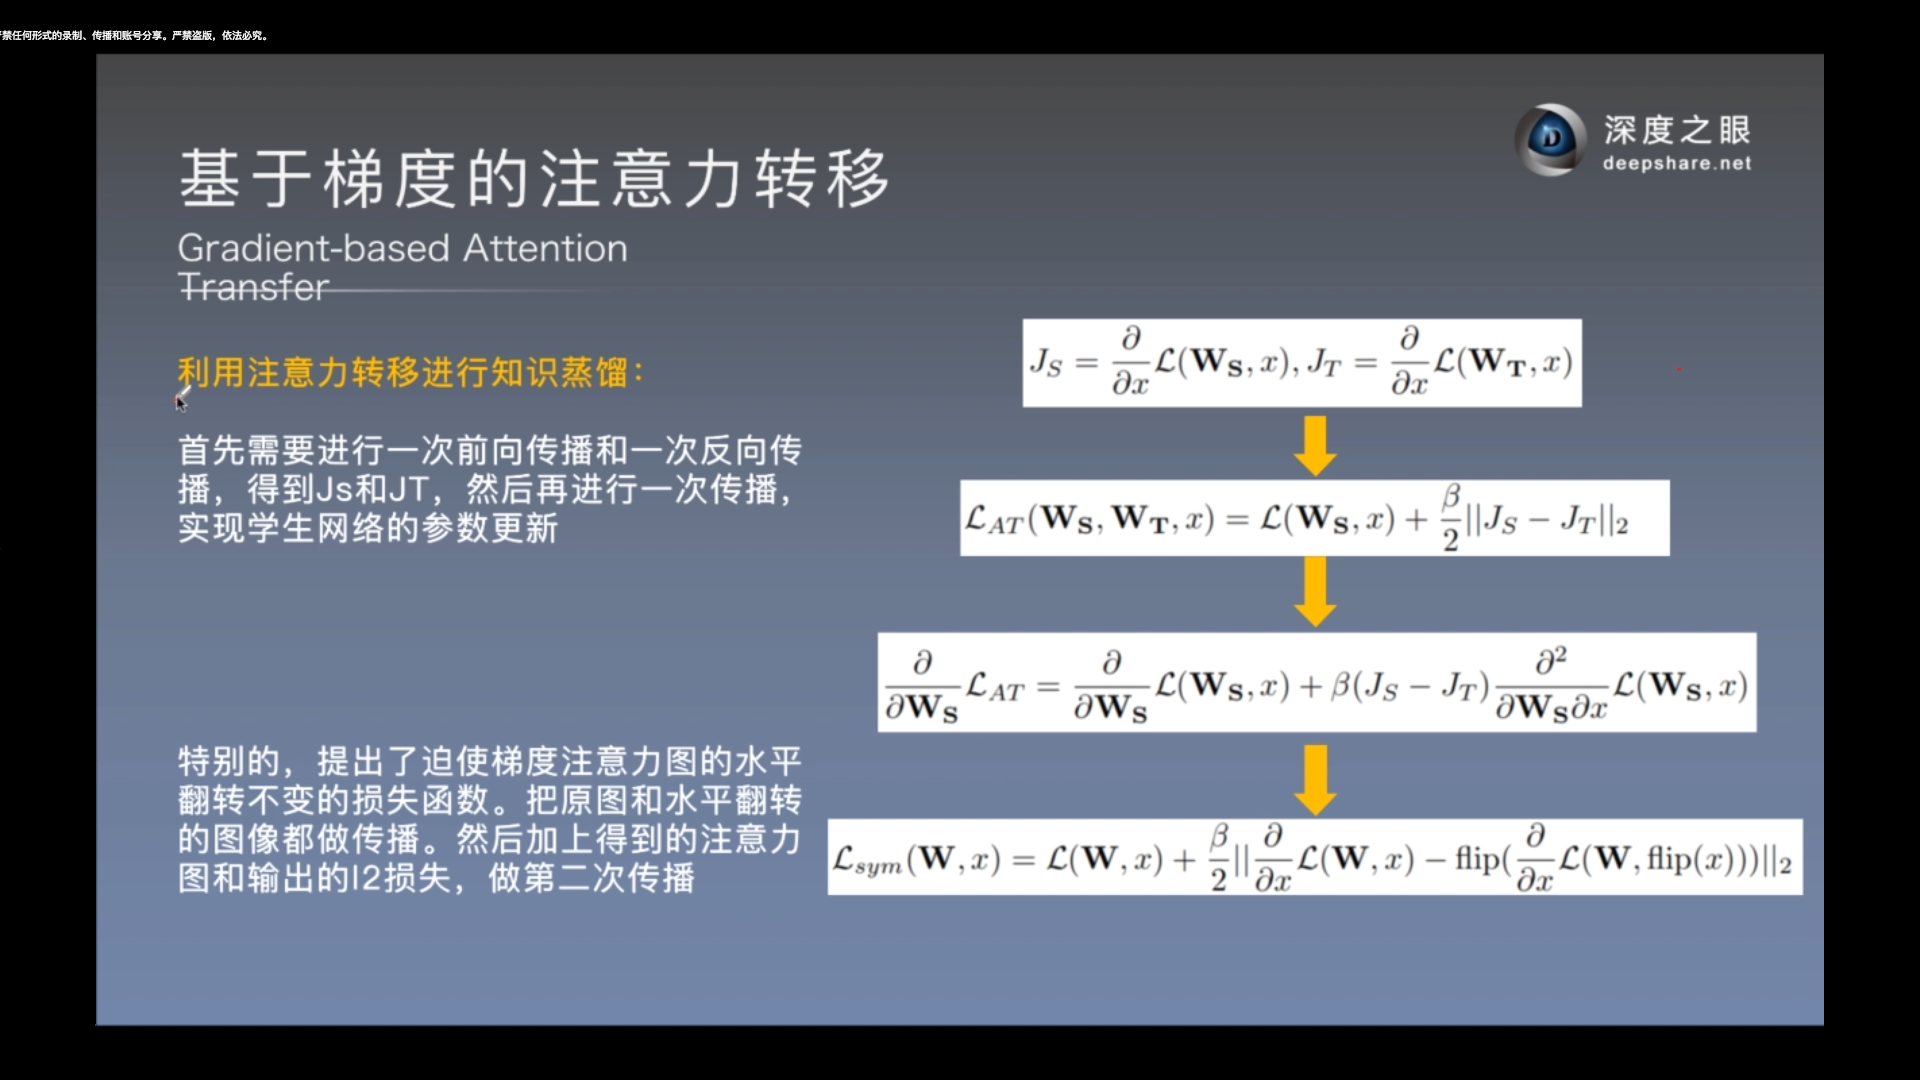 严禁任何形式的录制、传播和账号分享。严禁盗版，依法必究。
深度之眼
deepshare.net
基于梯度的注意力转移
Gradient-based Attention
Transfer
利用注意力转移进行知识蒸馏：
首先需要进行一次前向传播和一次反向传
播，得到Js和JT，然后再进行一次传播，
实现学生网络的参数更新
特别的，提出了迫使梯度注意力图的水平
翻转不变的损失函数。把原图和水平翻转
的图像都做传播。然后加上得到的注意力
图和输出的l2损失，做第二次传播
$J_S = \frac{\partial}{\partial x}\mathcal{L}(\mathbf{W_S}, x), J_T = \frac{\partial}{\partial x}\mathcal{L}(\mathbf{W_T}, x)$
$\mathcal{L}_{AT}(\mathbf{W_S}, \mathbf{W_T}, x) = \mathcal{L}(\mathbf{W_S}, x) + \frac{\beta}{2}||J_S - J_T||_2$
$\frac{\partial}{\partial \mathbf{W_S}}\mathcal{L}_{AT} = \frac{\partial}{\partial \mathbf{W_S}}\mathcal{L}(\mathbf{W_S}, x) + \beta(J_S - J_T)\frac{\partial^2}{\partial \mathbf{W_S}\partial x}\mathcal{L}(\mathbf{W_S}, x)$
$\mathcal{L}_{sym}(\mathbf{W}, x) = \mathcal{L}(\mathbf{W}, x) + \frac{\beta}{2}||\frac{\partial}{\partial x}\mathcal{L}(\mathbf{W}, x) - \text{flip}(\frac{\partial}{\partial x}\mathcal{L}(\mathbf{W}, \text{flip}(x)))||_2$